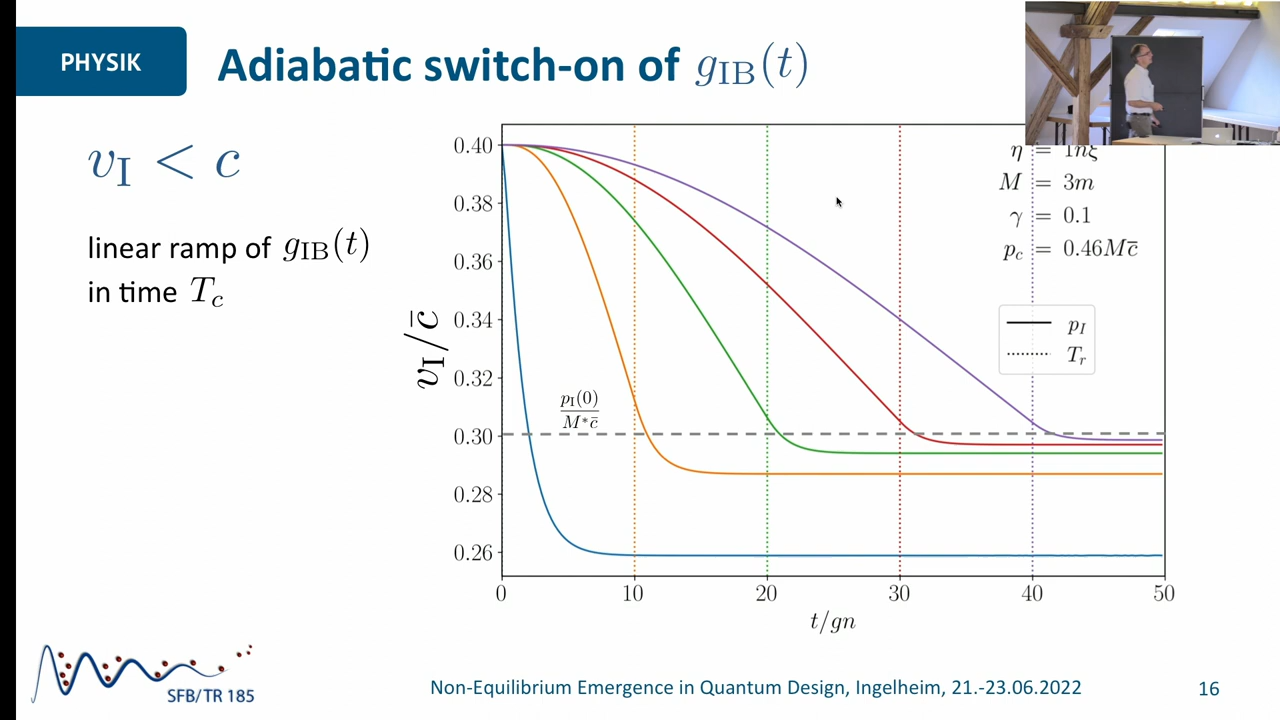 PHYSIK
Adiabatic switch-on of g_IB(t)
v_I < c
linear ramp of g_IB(t)
in time T_c
0.40
0.38
0.36
0.34
0.32
0.30
0.28
0.26
v_I/c̄
p_I(0)/M*c̄
η = 1nξ
M = 3m
γ = 0.1
p_c = 0.46Mc̄
p_I
T_r
0 10 20 30 40 50
t/gn
SFB/TR 185
Non-Equilibrium Emergence in Quantum Design, Ingelheim, 21.-23.06.2022
16